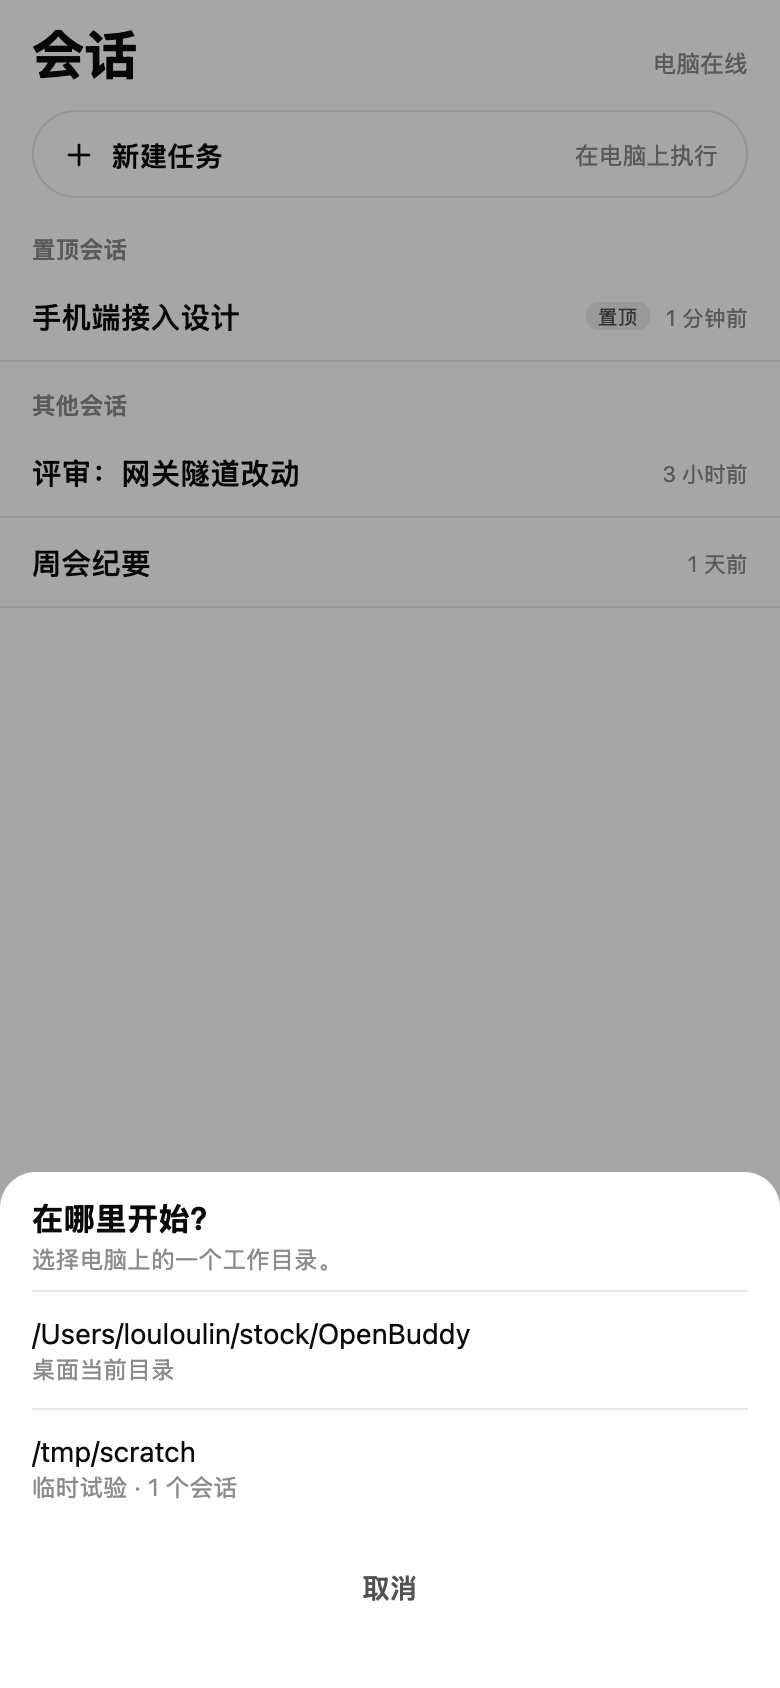 会话
电脑在线
+ 新建任务
在电脑上执行
置顶会话
手机端接入设计
置顶
1 分钟前
其他会话
评审：网关隧道改动
3 小时前
周会纪要
1 天前
在哪里开始?
选择电脑上的一个工作目录。
/Users/louloulin/stock/OpenBuddy
桌面当前目录
/tmp/scratch
临时试验 · 1 个会话
取消